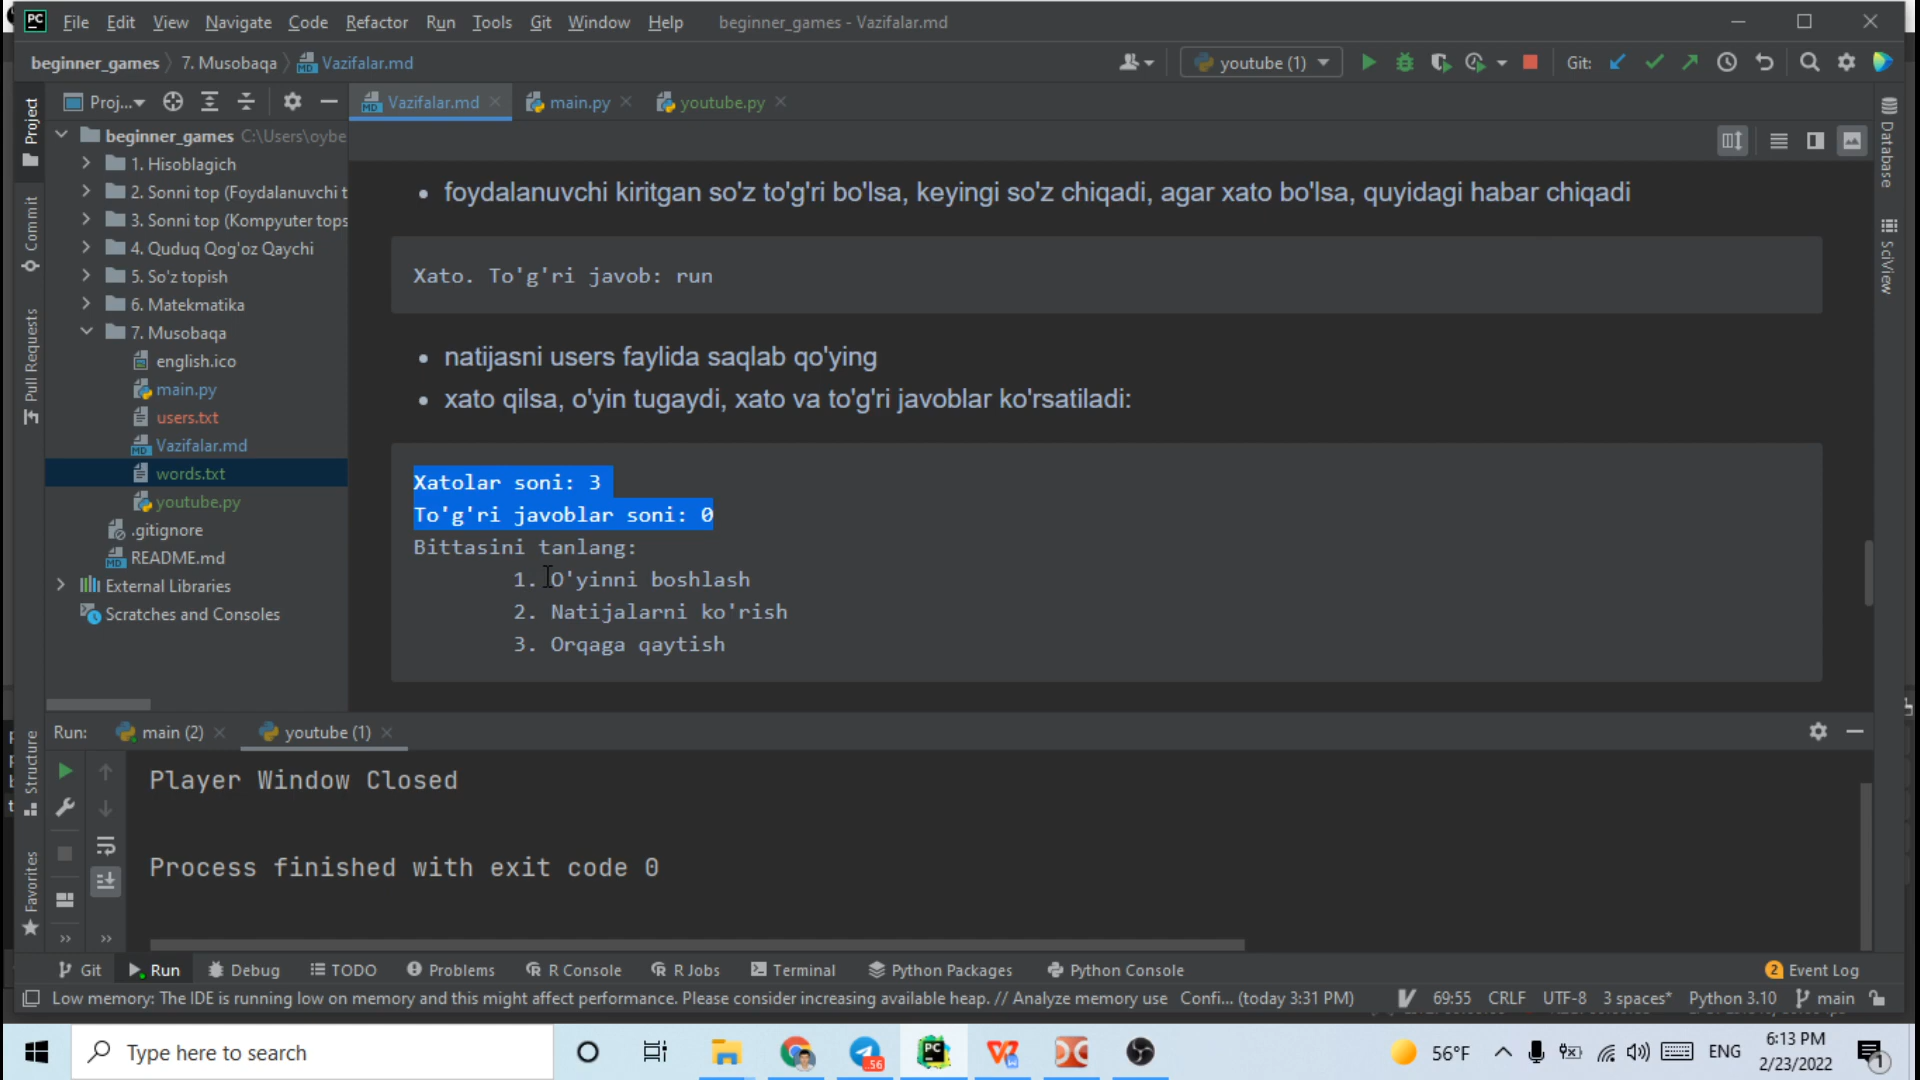 File Edit View Navigate Code Refactor Run Tools Git Window Help beginner_games - Vazifalar.md
beginner_games 7. Musobaqa Vazifalar.md youtube (1) Git:
Proj... Vazifalar.md main.py youtube.py
Project
Commit
Pull Requests
Structure
Favorites
Database
SciView
beginner_games C:\Users\oybe
1. Hisoblagich
2. Sonni top (Foydalanuvchi t
3. Sonni top (Kompyuter tops
4. Quduq Qog'oz Qaychi
5. So'z topish
6. Matekmatika
7. Musobaqa
english.ico
main.py
users.txt
Vazifalar.md
words.txt
youtube.py
.gitignore
README.md
External Libraries
Scratches and Consoles
• foydalanuvchi kiritgan so'z to'g'ri bo'lsa, keyingi so'z chiqadi, agar xato bo'lsa, quyidagi habar chiqadi
Xato. To'g'ri javob: run
• natijasni users faylida saqlab qo'ying
• xato qilsa, o'yin tugaydi, xato va to'g'ri javoblar ko'rsatiladi:
Xatolar soni: 3
To'g'ri javoblar soni: 0
Bittasini tanlang:
1. O'yinni boshlash
2. Natijalarni ko'rish
3. Orqaga qaytish
Run: main (2) youtube (1)
Player Window Closed
Process finished with exit code 0
Git Run Debug TODO Problems R Console R Jobs Terminal Python Packages Python Console 2 Event Log
Low memory: The IDE is running low on memory and this might affect performance. Please consider increasing available heap. // Analyze memory use Confi... (today 3:31 PM) 69:55 CRLF UTF-8 3 spaces* Python 3.10 main
Type here to search 56 56°F ENG 6:13 PM
2/23/2022 1